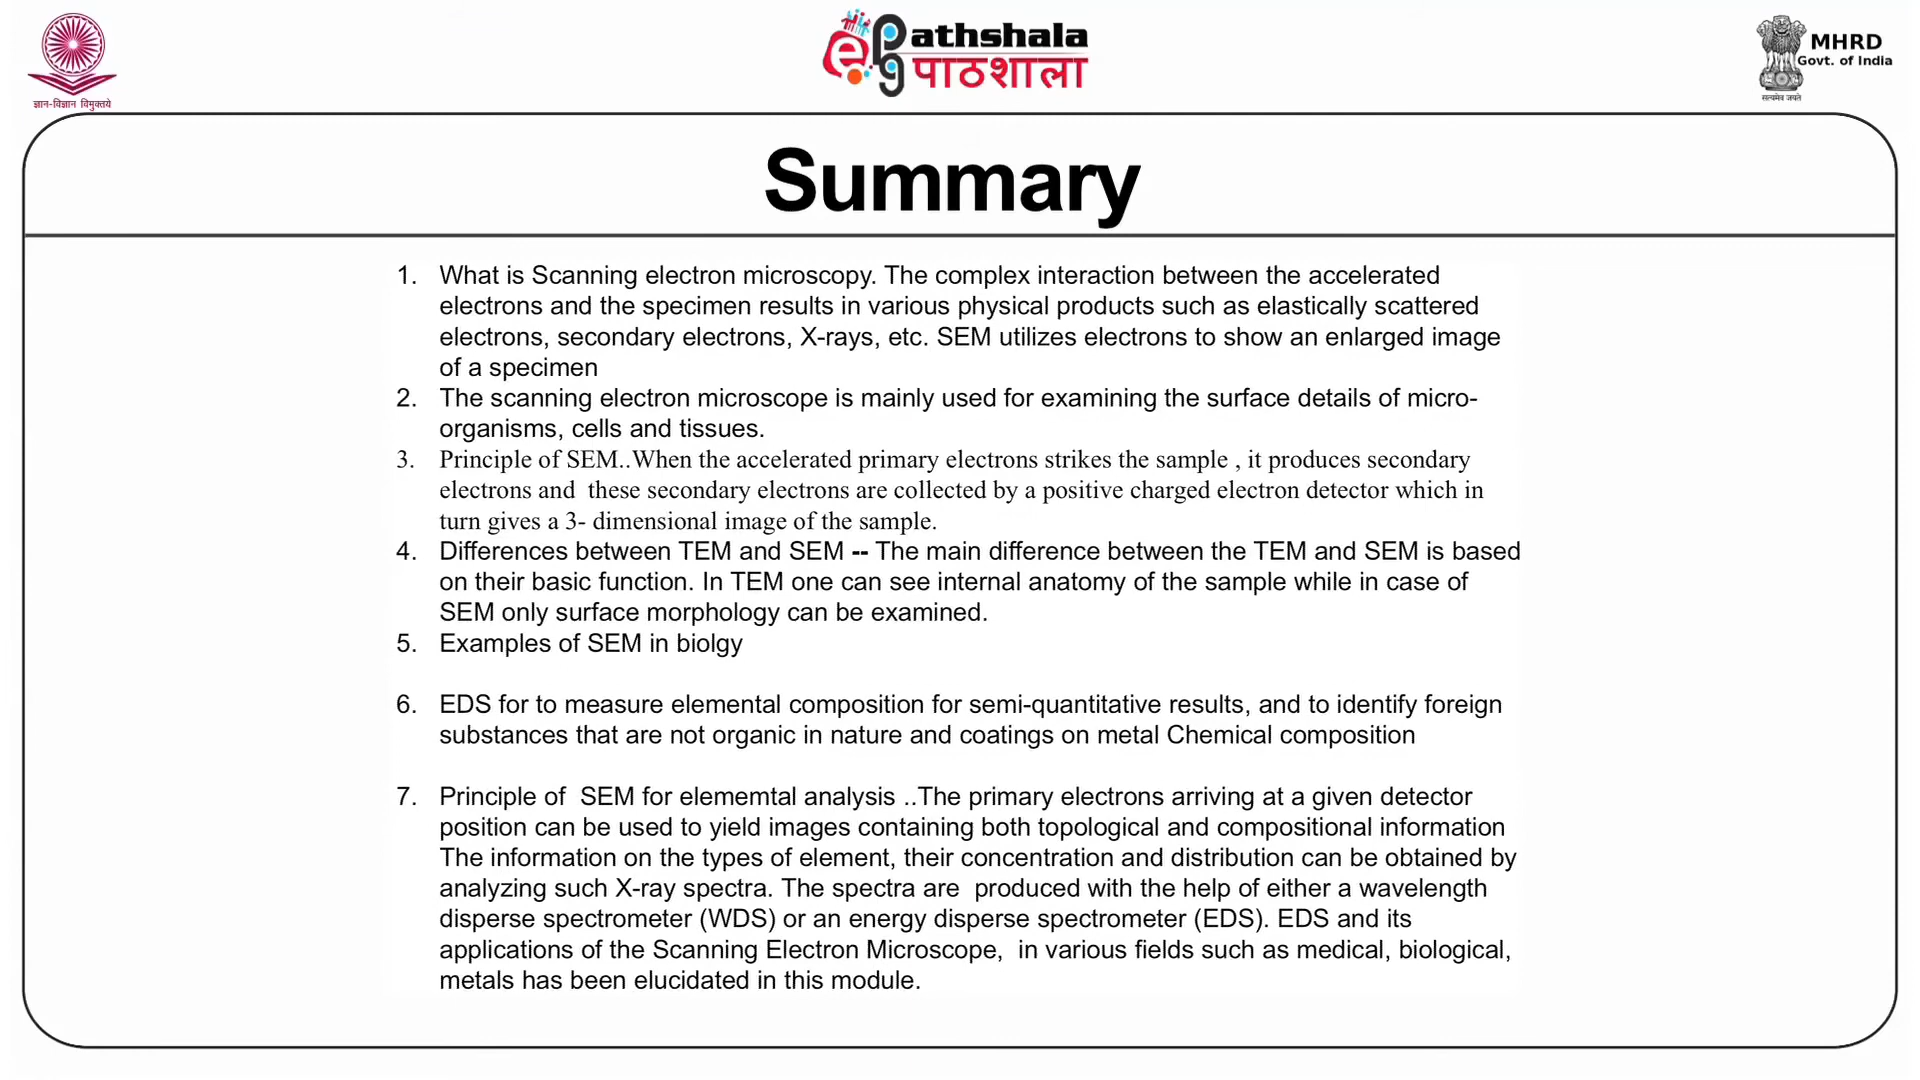 ज्ञान-विज्ञान विमुक्तये
ePG athshala
पाठशाला
MHRD
Govt. of India
सत्यमेव जयते
Summary
1. What is Scanning electron microscopy. The complex interaction between the accelerated
electrons and the specimen results in various physical products such as elastically scattered
electrons, secondary electrons, X-rays, etc. SEM utilizes electrons to show an enlarged image
of a specimen
2. The scanning electron microscope is mainly used for examining the surface details of micro-
organisms, cells and tissues.
3. Principle of SEM..When the accelerated primary electrons strikes the sample , it produces secondary
electrons and  these secondary electrons are collected by a positive charged electron detector which in
turn gives a 3- dimensional image of the sample.
4. Differences between TEM and SEM -- The main difference between the TEM and SEM is based
on their basic function. In TEM one can see internal anatomy of the sample while in case of
SEM only surface morphology can be examined.
5. Examples of SEM in biolgy
6. EDS for to measure elemental composition for semi-quantitative results, and to identify foreign
substances that are not organic in nature and coatings on metal Chemical composition
7. Principle of  SEM for elememtal analysis ..The primary electrons arriving at a given detector
position can be used to yield images containing both topological and compositional information
The information on the types of element, their concentration and distribution can be obtained by
analyzing such X-ray spectra. The spectra are  produced with the help of either a wavelength
disperse spectrometer (WDS) or an energy disperse spectrometer (EDS). EDS and its
applications of the Scanning Electron Microscope,  in various fields such as medical, biological,
metals has been elucidated in this module.